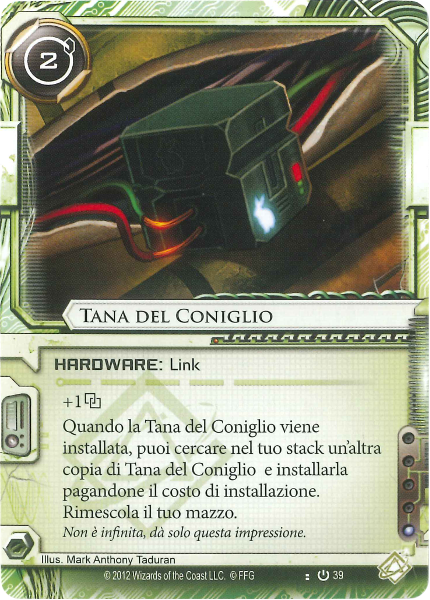 2
TANA DEL CONIGLIO
HARDWARE: Link
+1
Quando la Tana del Coniglio viene
installata, puoi cercare nel tuo stack un'altra
copia di Tana del Coniglio e installarla
pagandone il costo di installazione.
Rimescola il tuo mazzo.
Non è infinita, dà solo questa impressione.
Illus. Mark Anthony Taduran
© 2012 Wizards of the Coast LLC. © FFG 39